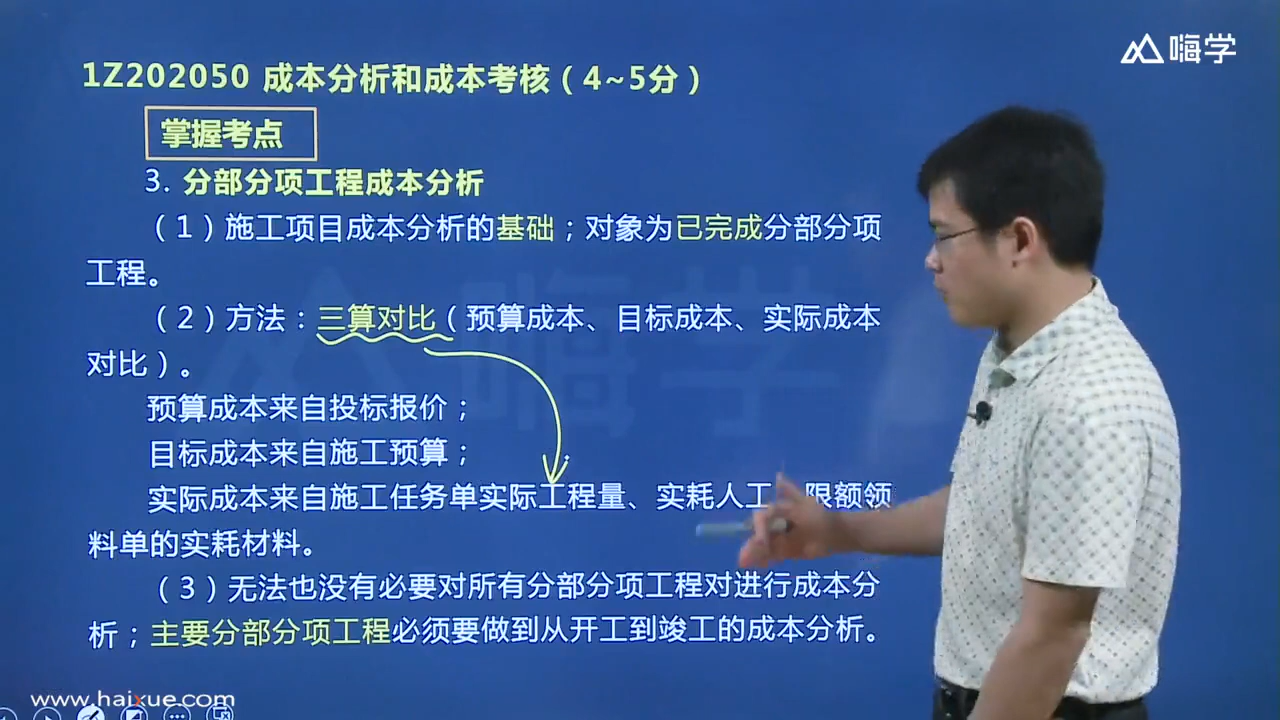 嗨学
1Z202050 成本分析和成本考核（4~5分）
掌握考点
3. 分部分项工程成本分析
（1）施工项目成本分析的基础；对象为已完成分部分项
工程。
（2）方法：三算对比（预算成本、目标成本、实际成本
对比）。
预算成本来自投标报价；
目标成本来自施工预算；
实际成本来自施工任务单实际工程量、实耗人工、限额领
料单的实耗材料。
（3）无法也没有必要对所有分部分项工程对进行成本分
析；主要分部分项工程必须要做到从开工到竣工的成本分析。
www.haixue.com